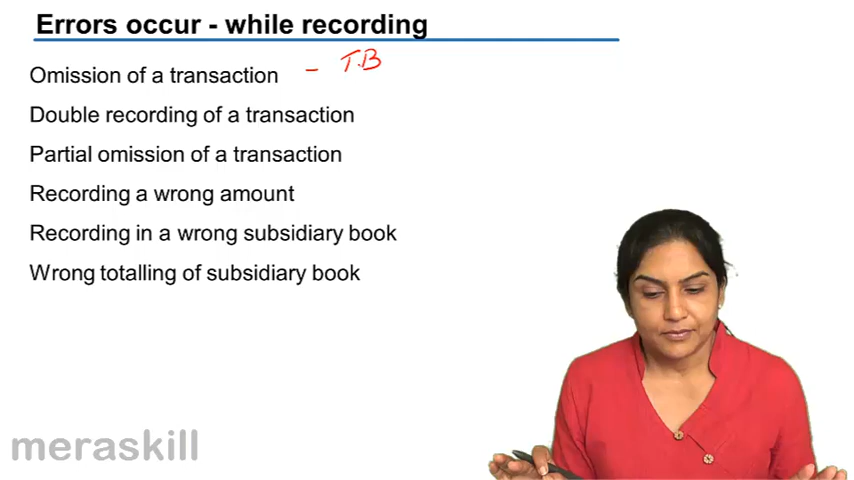 Errors occur - while recording
Omission of a transaction - T.B
Double recording of a transaction
Partial omission of a transaction
Recording a wrong amount
Recording in a wrong subsidiary book
Wrong totalling of subsidiary book
meraskill